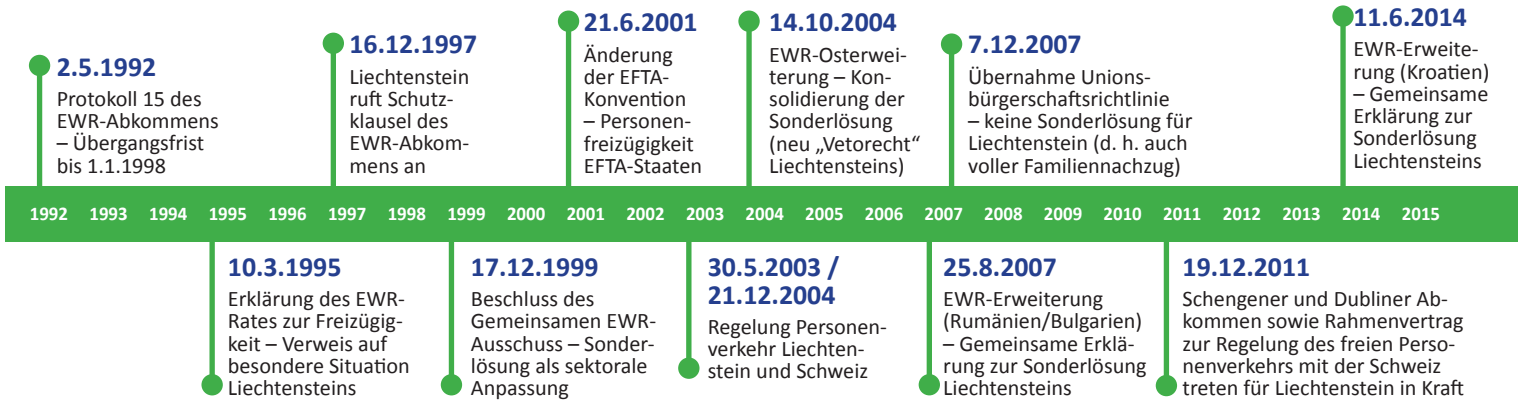 2.5.1992
Protokoll 15 des
EWR-Abkommens
– Übergangsfrist
bis 1.1.1998
16.12.1997
Liechtenstein
ruft Schutz-
klausel des
EWR-Abkom-
mens an
21.6.2001
Änderung
der EFTA-
Konvention
– Personen-
freizügigkeit
EFTA-Staaten
14.10.2004
EWR-Osterwei-
terung – Kon-
solidierung der
Sonderlösung
(neu „Vetorecht“
Liechtensteins)
7.12.2007
Übernahme Unions-
bürgerschaftsrichtlinie
– keine Sonderlösung für
Liechtenstein (d. h. auch
voller Familiennachzug)
11.6.2014
EWR-Erweite-
rung (Kroatien)
– Gemeinsame
Erklärung zur
Sonderlösung
Liechtensteins
1992 1993 1994 1995 1996 1997 1998 1999 2000 2001 2002 2003 2004 2005 2006 2007 2008 2009 2010 2011 2012 2013 2014 2015
10.3.1995
Erklärung des EWR-
Rates zur Freizügig-
keit – Verweis auf
besondere Situation
Liechtensteins
17.12.1999
Beschluss des
Gemeinsamen EWR-
Ausschuss – Sonder-
lösung als sektorale
Anpassung
30.5.2003 /
21.12.2004
Regelung Personen-
verkehr Liechten-
stein und Schweiz
25.8.2007
EWR-Erweiterung
(Rumänien/Bulgarien)
– Gemeinsame Erklä-
rung zur Sonderlösung
Liechtensteins
19.12.2011
Schengener und Dubliner Ab-
kommen sowie Rahmenvertrag
zur Regelung des freien Perso-
nenverkehrs mit der Schweiz
treten für Liechtenstein in Kraft